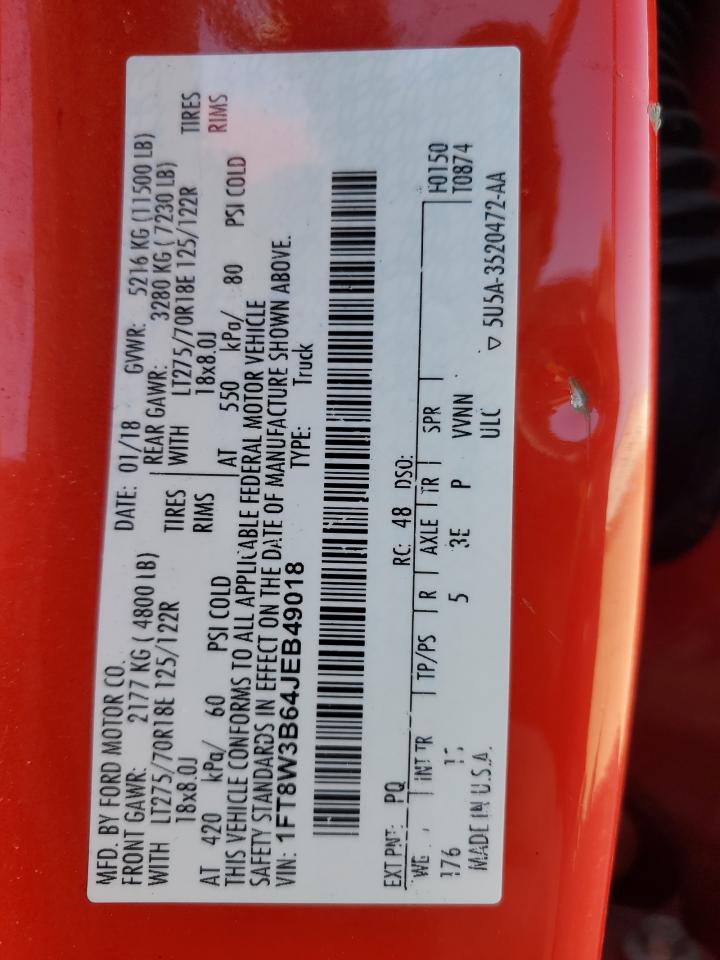 MFD. BY FORD MOTOR CO. DATE: 01/18 GVWR: 5216 KG (11500 LB)
FRONT GAWR: 2177 KG ( 4800 LB) REAR GAWR: 3280 KG ( 7230 LB)
WITH LT275/70R18E 125/122R TIRES WITH LT275/70R18E 125/122R TIRES
18x8.0J RIMS 18x8.0J RIMS
AT 420 kPa/ 60 PSI COLD AT 550 kPa/ 80 PSI COLD
THIS VEHICLE CONFORMS TO ALL APPLICABLE FEDERAL MOTOR VEHICLE
SAFETY STANDARDS IN EFFECT ON THE DATE OF MANUFACTURE SHOWN ABOVE.
VIN: 1FT8W3B64JEB49018 TYPE: Truck
EXT PNT: PQ RC: 48 DSO:
WB INT TR TP/PS R AXLE TR SPR F0150
176 5 3E P VVNN T0874
MADE IN U.S.A. ULC ▽ 5U5A-3520472-AA